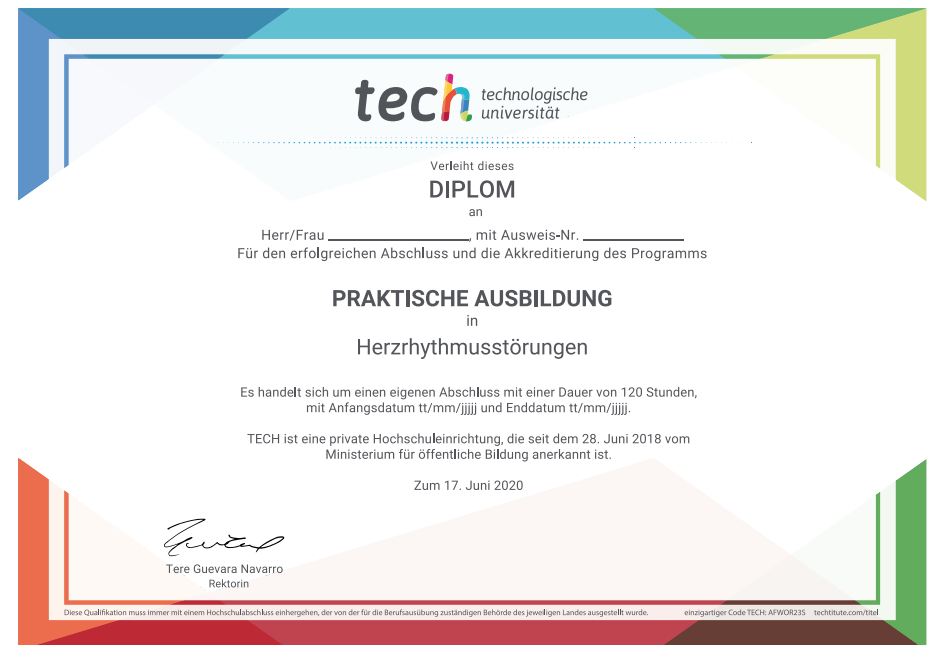 tech technologische
universität
Verleiht dieses
DIPLOM
an
Herr/Frau ____________________, mit Ausweis-Nr. ______________
Für den erfolgreichen Abschluss und die Akkreditierung des Programms
PRAKTISCHE AUSBILDUNG
in
Herzrhythmusstörungen
Es handelt sich um einen eigenen Abschluss mit einer Dauer von 120 Stunden,
mit Anfangsdatum tt/mm/jjjjj und Enddatum tt/mm/jjjjj.
TECH ist eine private Hochschuleinrichtung, die seit dem 28. Juni 2018 vom
Ministerium für öffentliche Bildung anerkannt ist.
Zum 17. Juni 2020
Tere Guevara Navarro
Rektorin
Diese Qualifikation muss immer mit einem Hochschulabschluss einhergehen, der von der für die Berufsausübung zuständigen Behörde des jeweiligen Landes ausgestellt wurde. einzigartiger Code TECH: AFWOR23S techtitute.com/titel